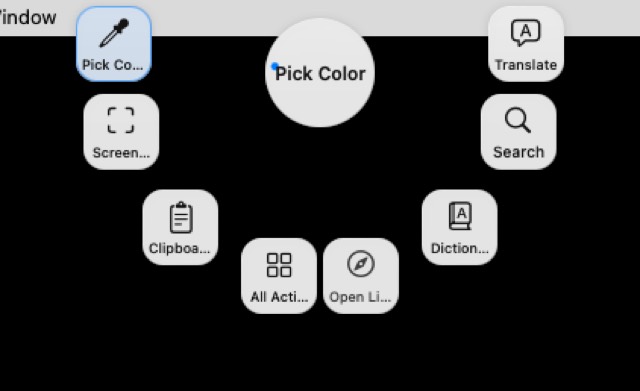 Window
Pick Co...
Pick Color
Translate
Screen...
Search
Clipboa...
Diction...
All Acti...
Open Li...